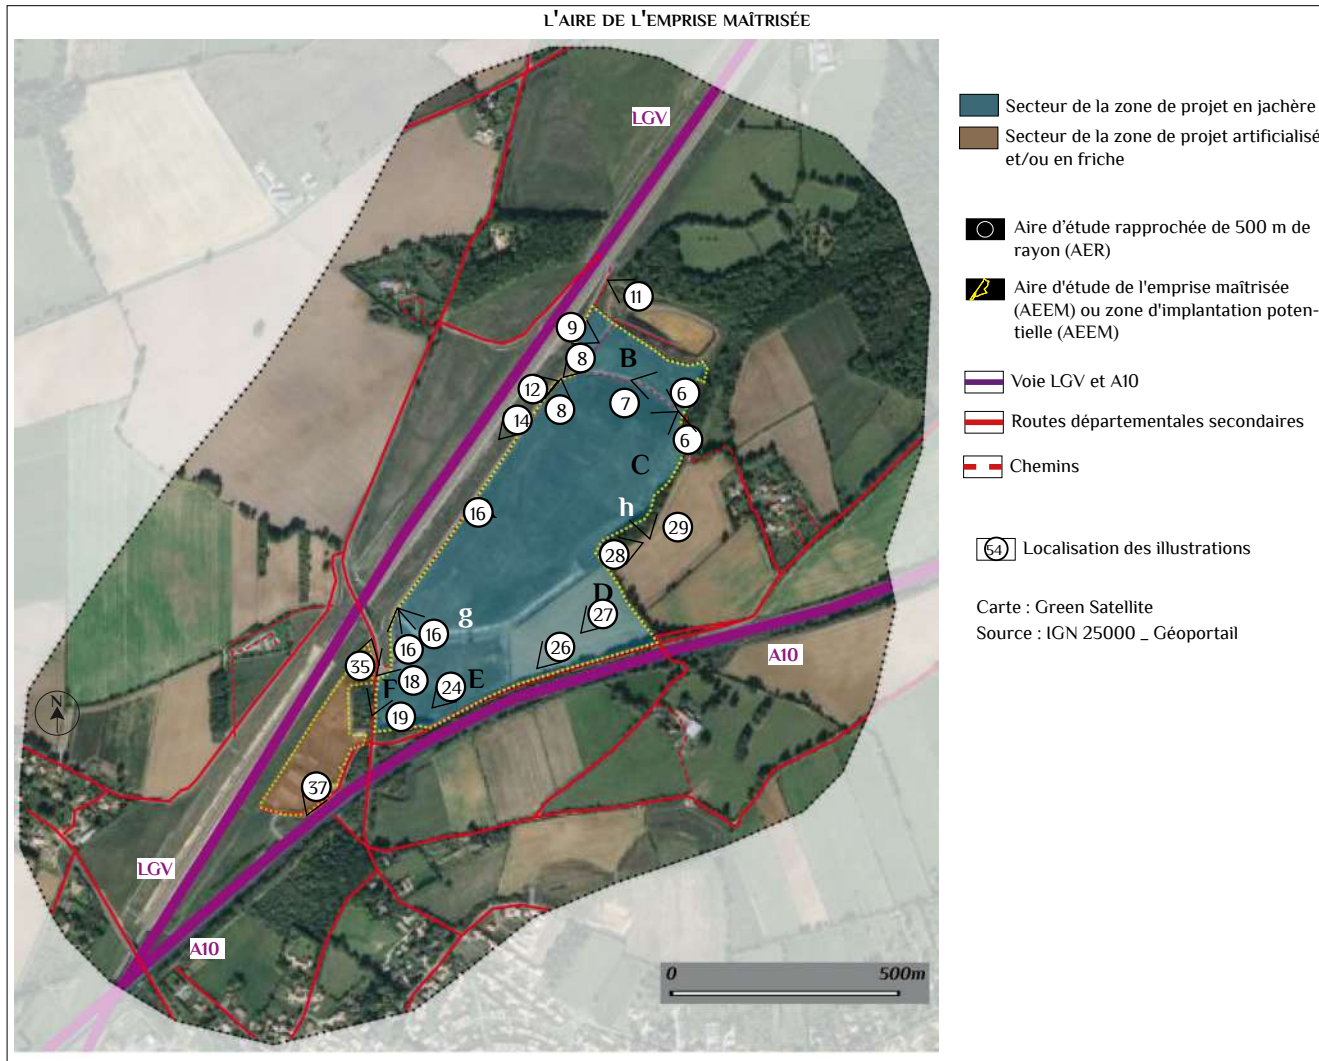 L'AIRE DE L'EMPRISE MAÎTRISÉE
LGV
11
9
B
8
12
8
7
6
14
6
C
16
h
29
28
D
27
g
16
16
26
35
18
24
E
F
19
37
A10
N
LGV
A10
0
500m
Secteur de la zone de projet en jachère
Secteur de la zone de projet artificialisé
et/ou en friche
Aire d'étude rapprochée de 500 m de
rayon (AER)
Aire d'étude de l'emprise maîtrisée
(AEEM) ou zone d'implantation poten-
tielle (AEEM)
Voie LGV et A10
Routes départementales secondaires
Chemins
54
Localisation des illustrations
Carte : Green Satellite
Source : IGN 25000 _ Géoportail